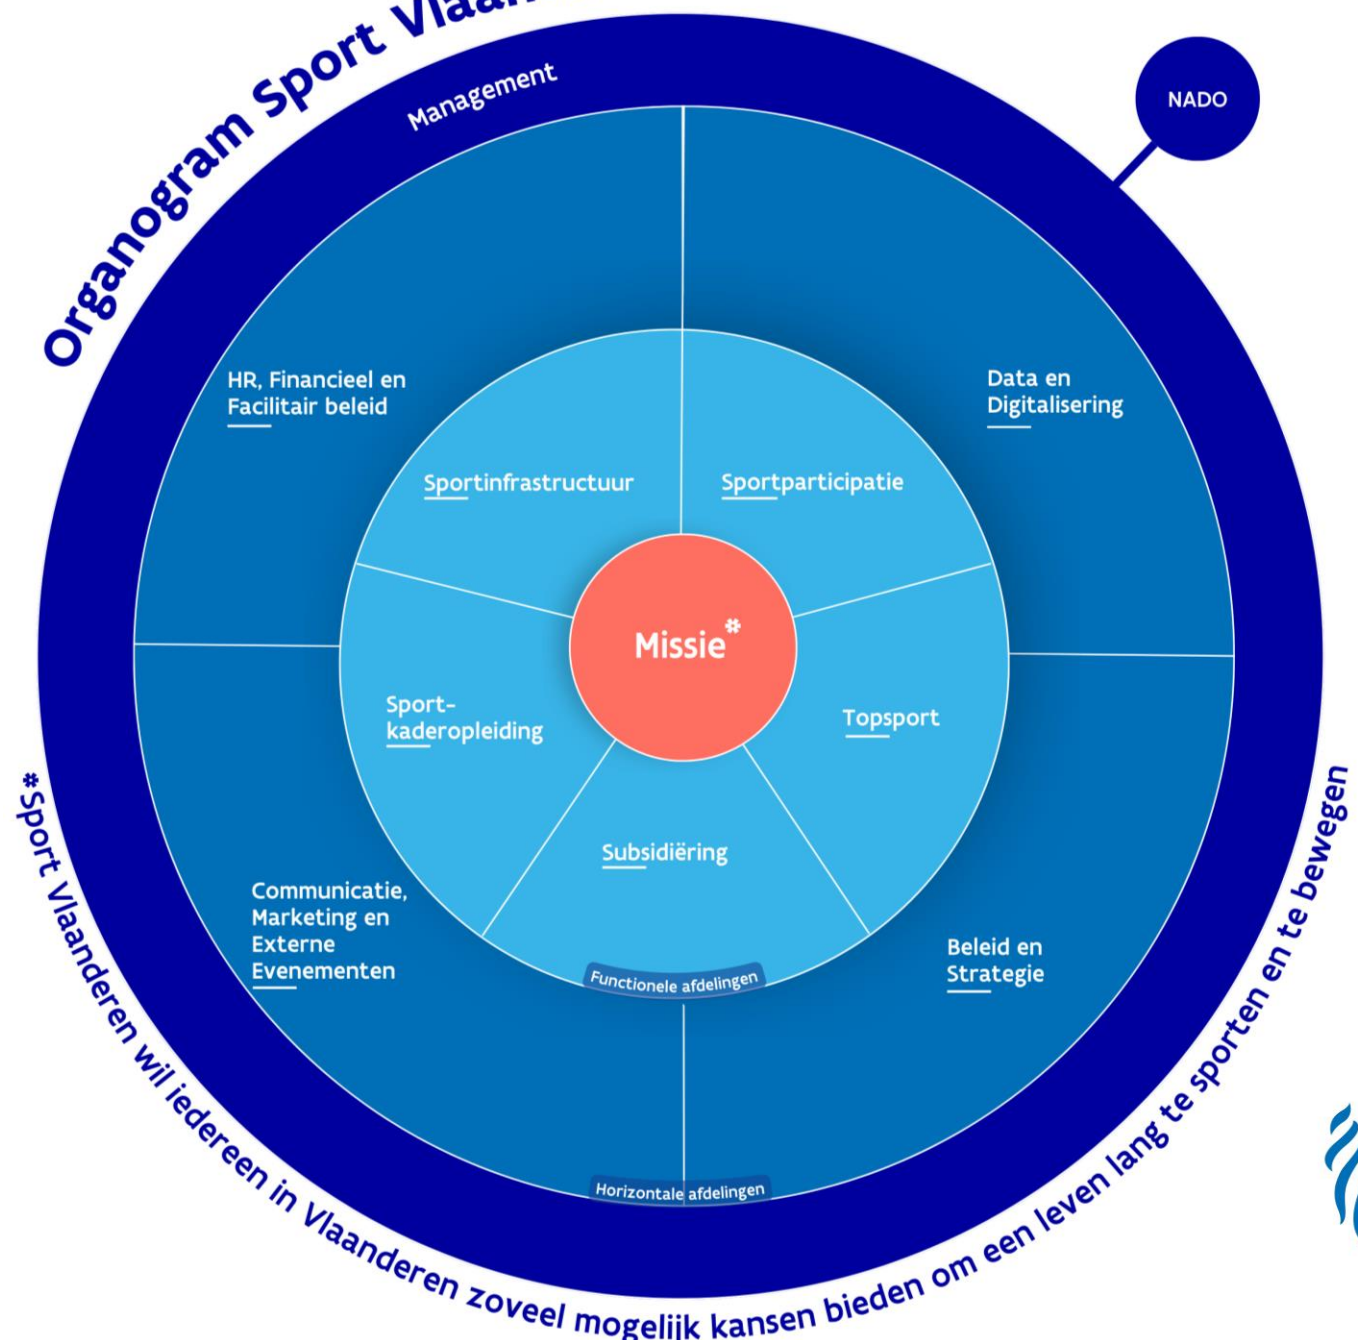 Organogram Sport
Management
NADO
HR, Financieel en
Facilitair beleid
Data en
Digitalisering
Sportinfrastructuur
Sportparticipatie
Missie*
Sport-
kaderopleiding
Topsport
Subsidiëring
Communicatie,
Marketing en
Externe
Evenementen
Beleid en
Strategie
Functionele afdelingen
Horizontale afdelingen
*Sport Vlaanderen wil iedereen in Vlaanderen zoveel mogelijk kansen bieden om een leven lang te sporten en te bewegen